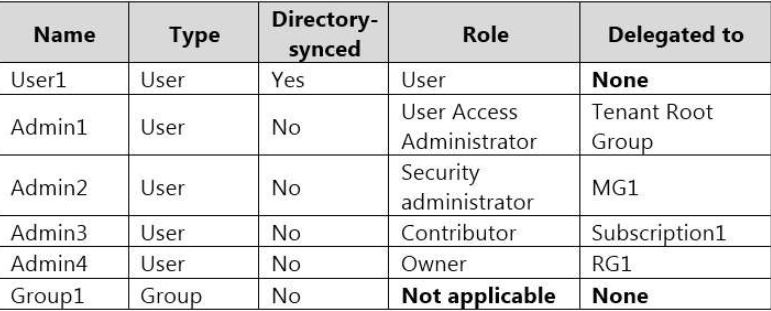 Name Type Directory-synced Role Delegated to
User1 User Yes User None
Admin1 User No User Access Administrator Tenant Root Group
Admin2 User No Security administrator MG1
Admin3 User No Contributor Subscription1
Admin4 User No Owner RG1
Group1 Group No Not applicable None